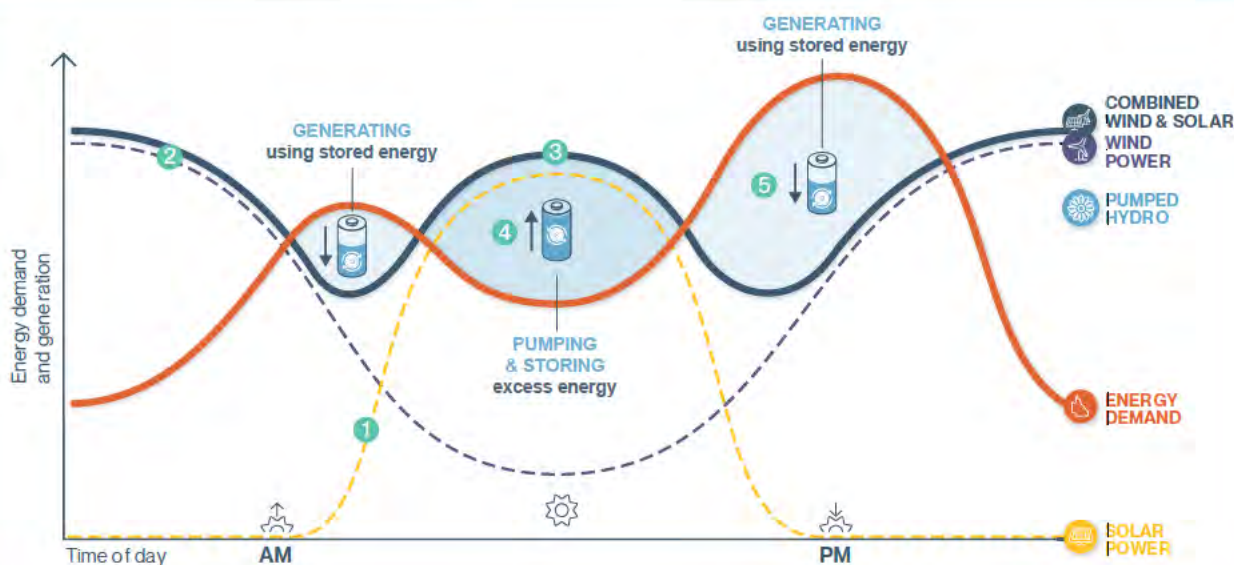 GENERATING
using stored energy
GENERATING
using stored energy
COMBINED
WIND & SOLAR
WIND
POWER
PUMPED
HYDRO
ENERGY
DEMAND
SOLAR
POWER
Energy demand
and generation
1
2
3
4
5
PUMPING
& STORING
excess energy
Time of day
AM
PM